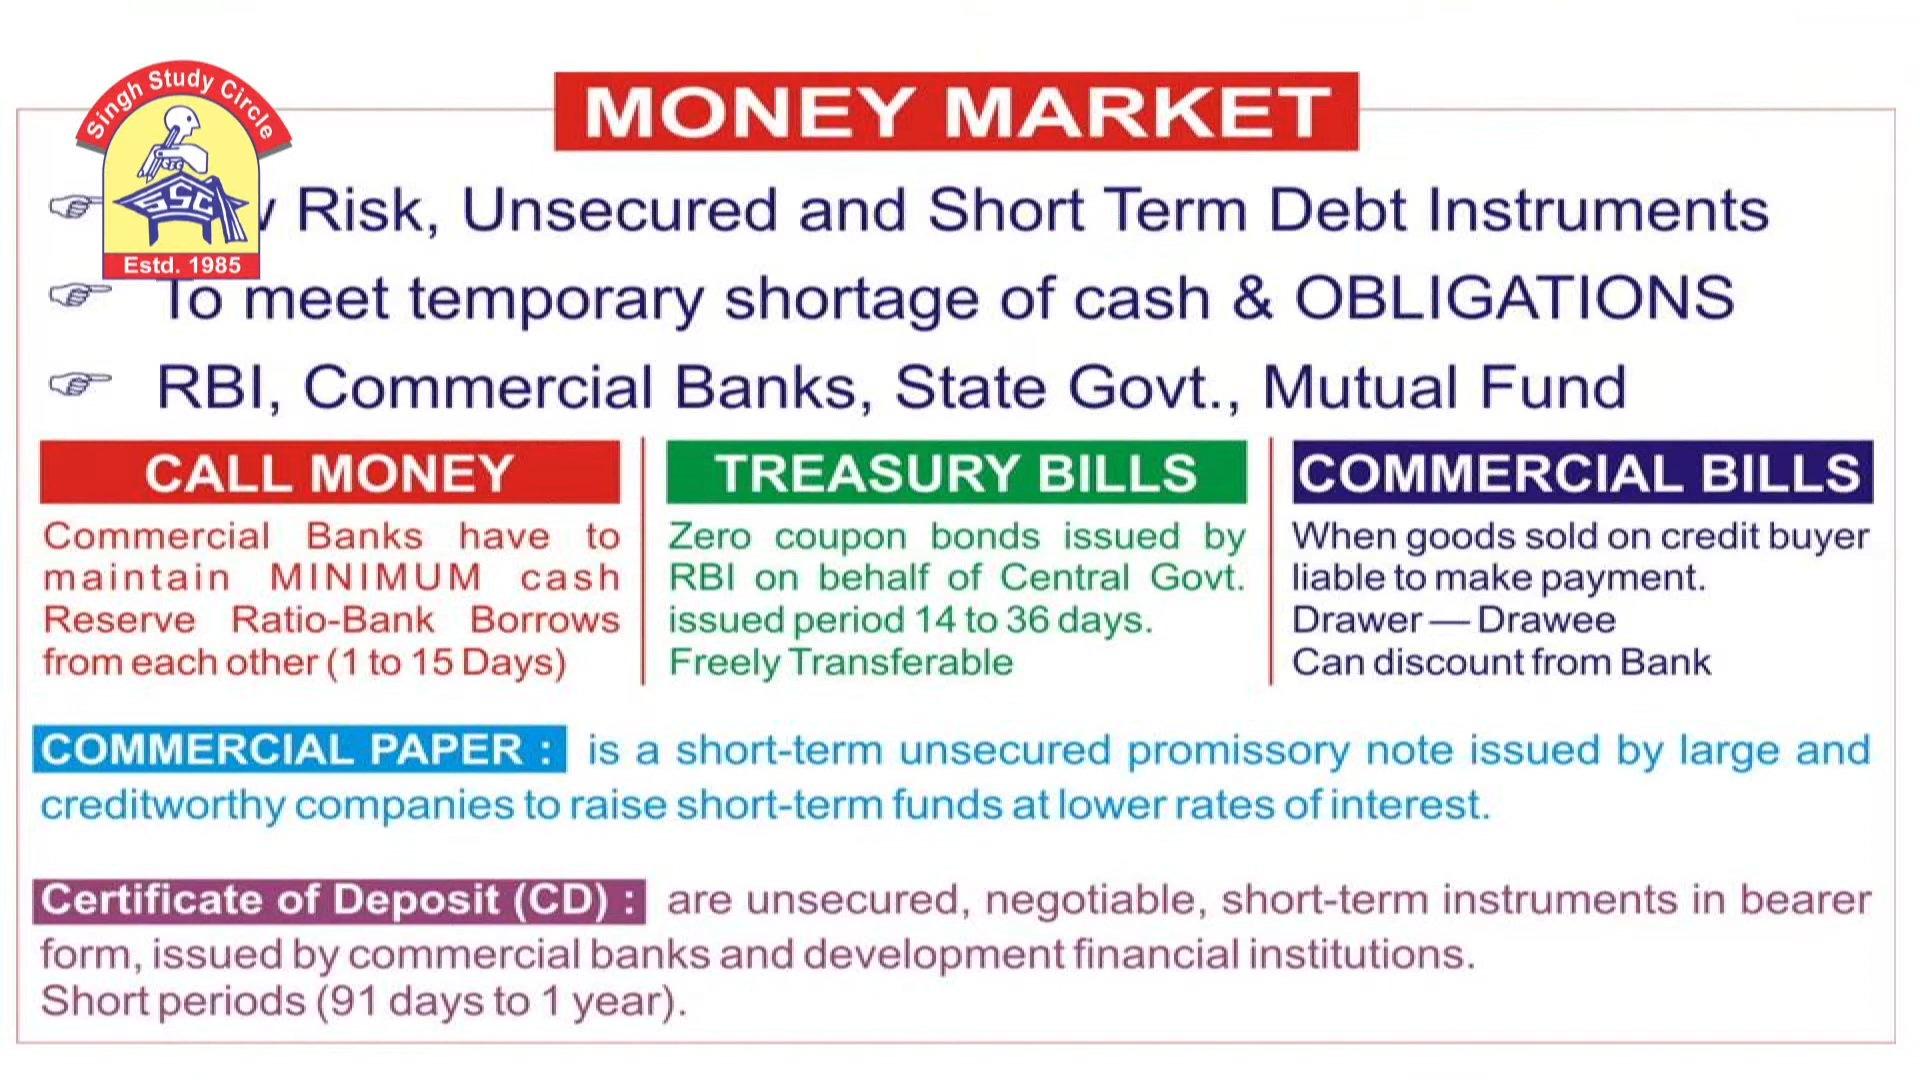 Singh Study Circle
SSC
Estd. 1985
MONEY MARKET
Risk, Unsecured and Short Term Debt Instruments
To meet temporary shortage of cash & OBLIGATIONS
RBI, Commercial Banks, State Govt., Mutual Fund
CALL MONEY
Commercial Banks have to
maintain MINIMUM cash
Reserve Ratio-Bank Borrows
from each other (1 to 15 Days)
TREASURY BILLS
Zero coupon bonds issued by
RBI on behalf of Central Govt.
issued period 14 to 36 days.
Freely Transferable
COMMERCIAL BILLS
When goods sold on credit buyer
liable to make payment.
Drawer — Drawee
Can discount from Bank
COMMERCIAL PAPER : is a short-term unsecured promissory note issued by large and
creditworthy companies to raise short-term funds at lower rates of interest.
Certificate of Deposit (CD) : are unsecured, negotiable, short-term instruments in bearer
form, issued by commercial banks and development financial institutions.
Short periods (91 days to 1 year).